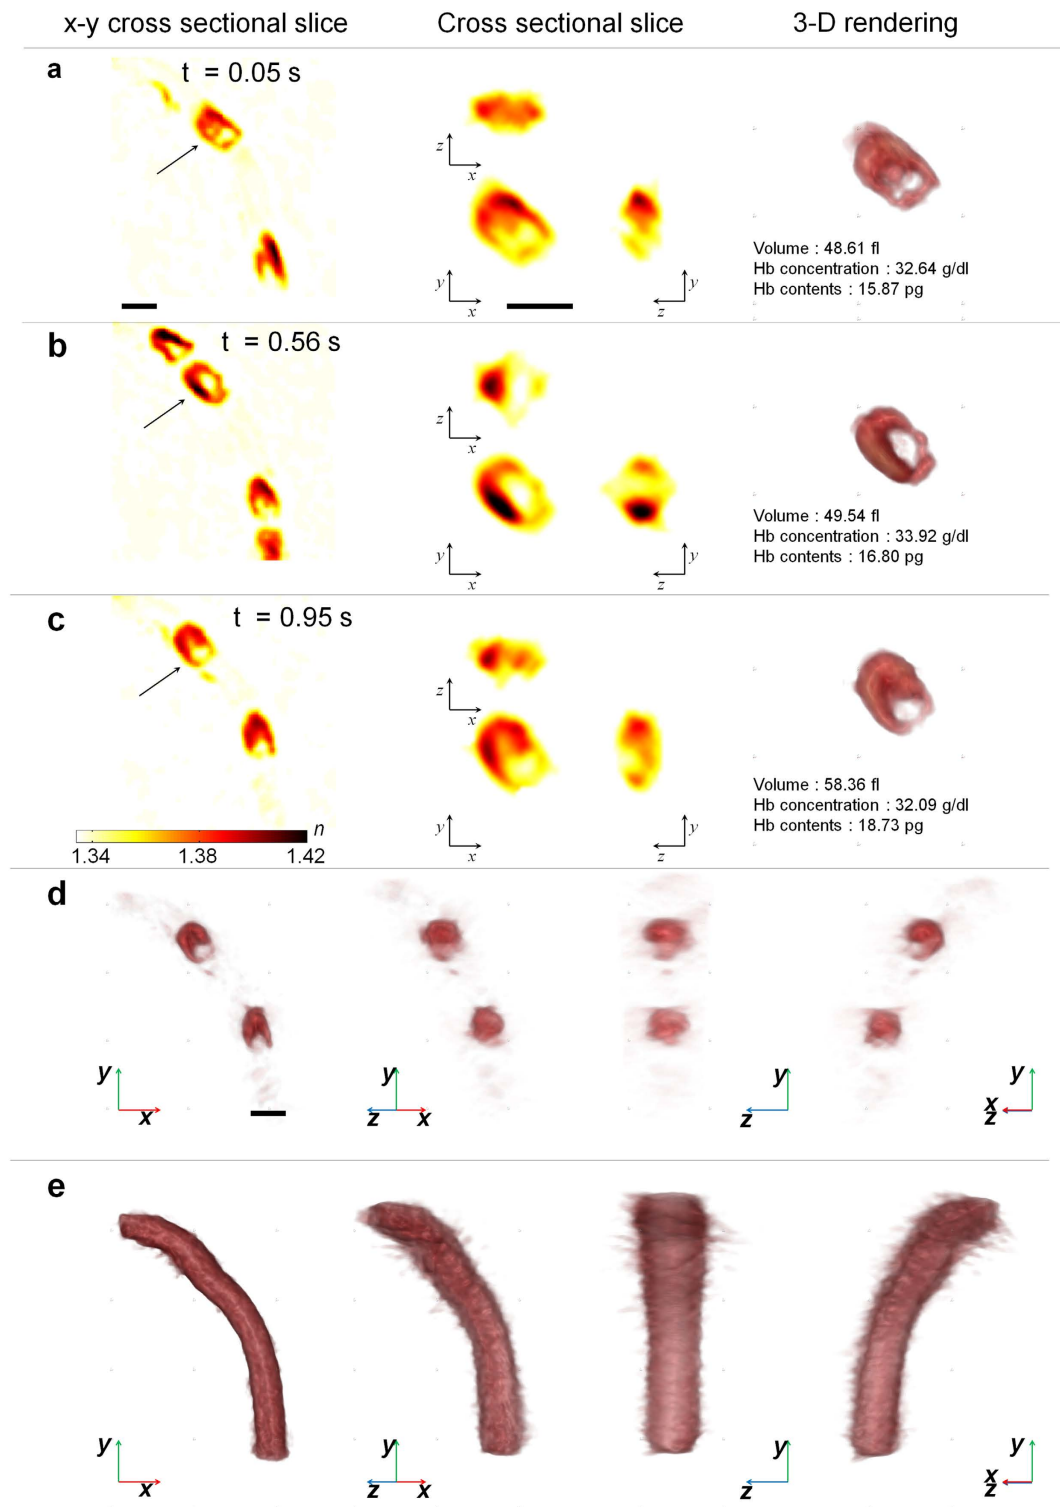 x-y cross sectional slice Cross sectional slice 3-D rendering
a t = 0.05 s
z
x
y
x
y
z
Volume : 48.61 fl
Hb concentration : 32.64 g/dl
Hb contents : 15.87 pg
b t = 0.56 s
z
x
y
x
y
z
Volume : 49.54 fl
Hb concentration : 33.92 g/dl
Hb contents : 16.80 pg
c t = 0.95 s
z
x
y
x
y
z
Volume : 58.36 fl
Hb concentration : 32.09 g/dl
Hb contents : 18.73 pg
n
1.34 1.38 1.42
d
y y y y
x z x z x z
e
y y y y
x z x z x z